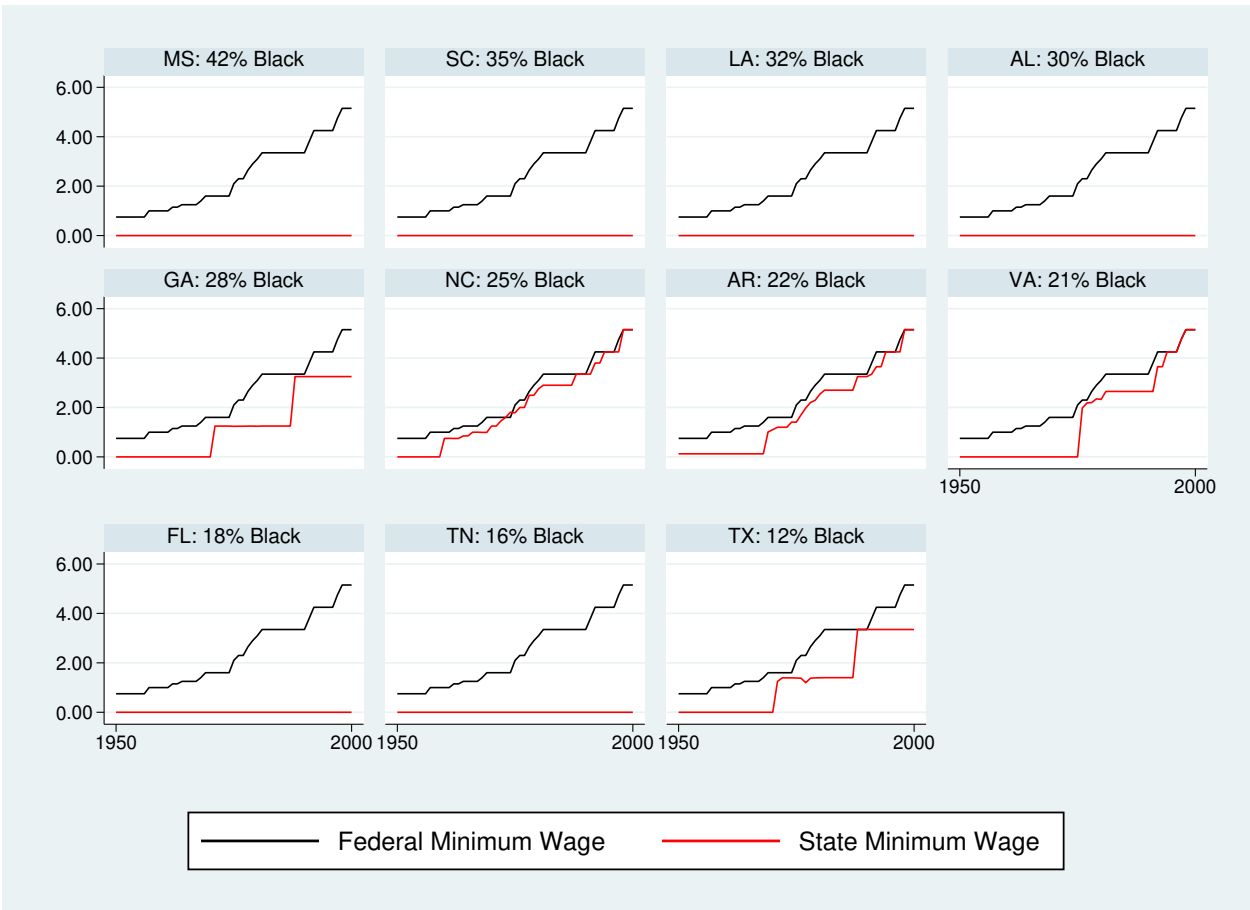 MS: 42% Black SC: 35% Black LA: 32% Black AL: 30% Black
6.00
4.00
2.00
0.00
GA: 28% Black NC: 25% Black AR: 22% Black VA: 21% Black
6.00
4.00
2.00
0.00
1950 2000
FL: 18% Black TN: 16% Black TX: 12% Black
6.00
4.00
2.00
0.00
1950 2000 1950 2000 1950 2000
Federal Minimum Wage State Minimum Wage